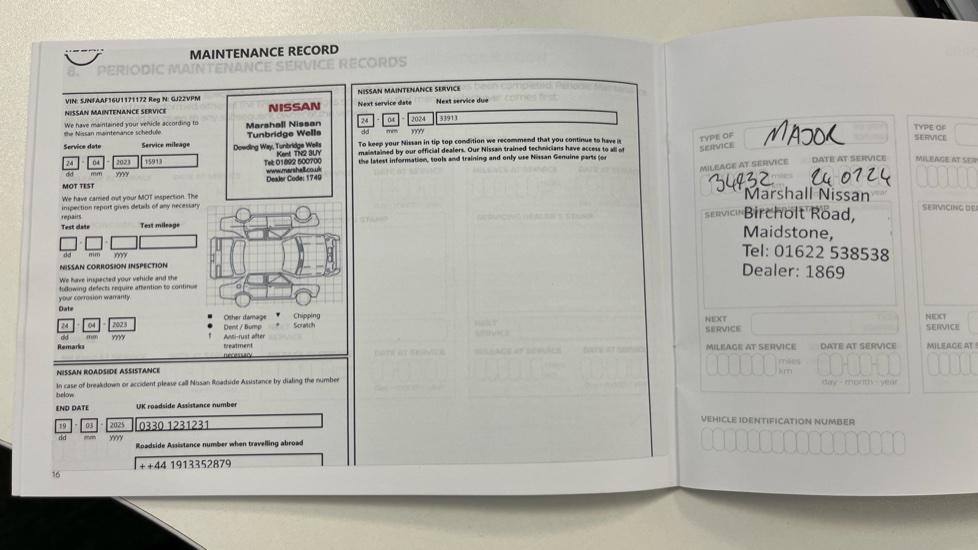 MAINTENANCE RECORD
8. PERIODIC MAINTENANCE SERVICE RECORDS
VIN: SJNFAAF16U1171172 Reg N: GJ22VPM
NISSAN MAINTENANCE SERVICE
We have maintained your vehicle according to
the Nissan maintenance schedule.
Service date Service mileage
24 - 04 - 2023 15913
dd mm yyyy
MOT TEST
We have carried out your MOT inspection. The
inspection report gives details of any necessary
repairs.
Test date Test mileage
dd mm yyyy
NISSAN CORROSION INSPECTION
We have inspected your vehicle and the
following defects require attention to continue
your corrosion warranty.
Date
24 - 04 - 2023
dd mm yyyy
Remarks
NISSAN
Marshall Nissan
Tunbridge Wells
Dowding Way, Tunbridge Wells
Kent TN2 3UY
Tel: 01892 500700
www.marshall.co.uk
Dealer Code: 1749
Other damage
Chipping
Dent / Bump
Scratch
Anti-rust after
treatment
necessary
NISSAN ROADSIDE ASSISTANCE
In case of breakdown or accident please call Nissan Roadside Assistance by dialing the number
below
END DATE UK roadside Assistance number
19 - 03 - 2025 0330 1231231
dd mm yyyy
Roadside Assistance number when travelling abroad
++44 1913352879
16
NISSAN MAINTENANCE SERVICE
Next service date Next service due
24 - 04 - 2024 33913
dd mm yyyy
To keep your Nissan in tip top condition we recommend that you continue to have it
maintained by our official dealers. Our Nissan trained technicians have access to all of
the latest information, tools and training and only use Nissan Genuine parts (or
TYPE OF
SERVICE
MAJOR
MILEAGE AT SERVICE DATE AT SERVICE
34932 24 07 24
Marshall Nissan
Bircholt Road,
Maidstone,
Tel: 01622 538538
Dealer: 1869
NEXT
SERVICE
MILEAGE AT SERVICE DATE AT SERVICE
miles
km
day - month - year
VEHICLE IDENTIFICATION NUMBER
TYPE OF
SERVICE
MILEAGE AT SER
SERVICING DE
NEXT
SERVICE
MILEAGE AT S